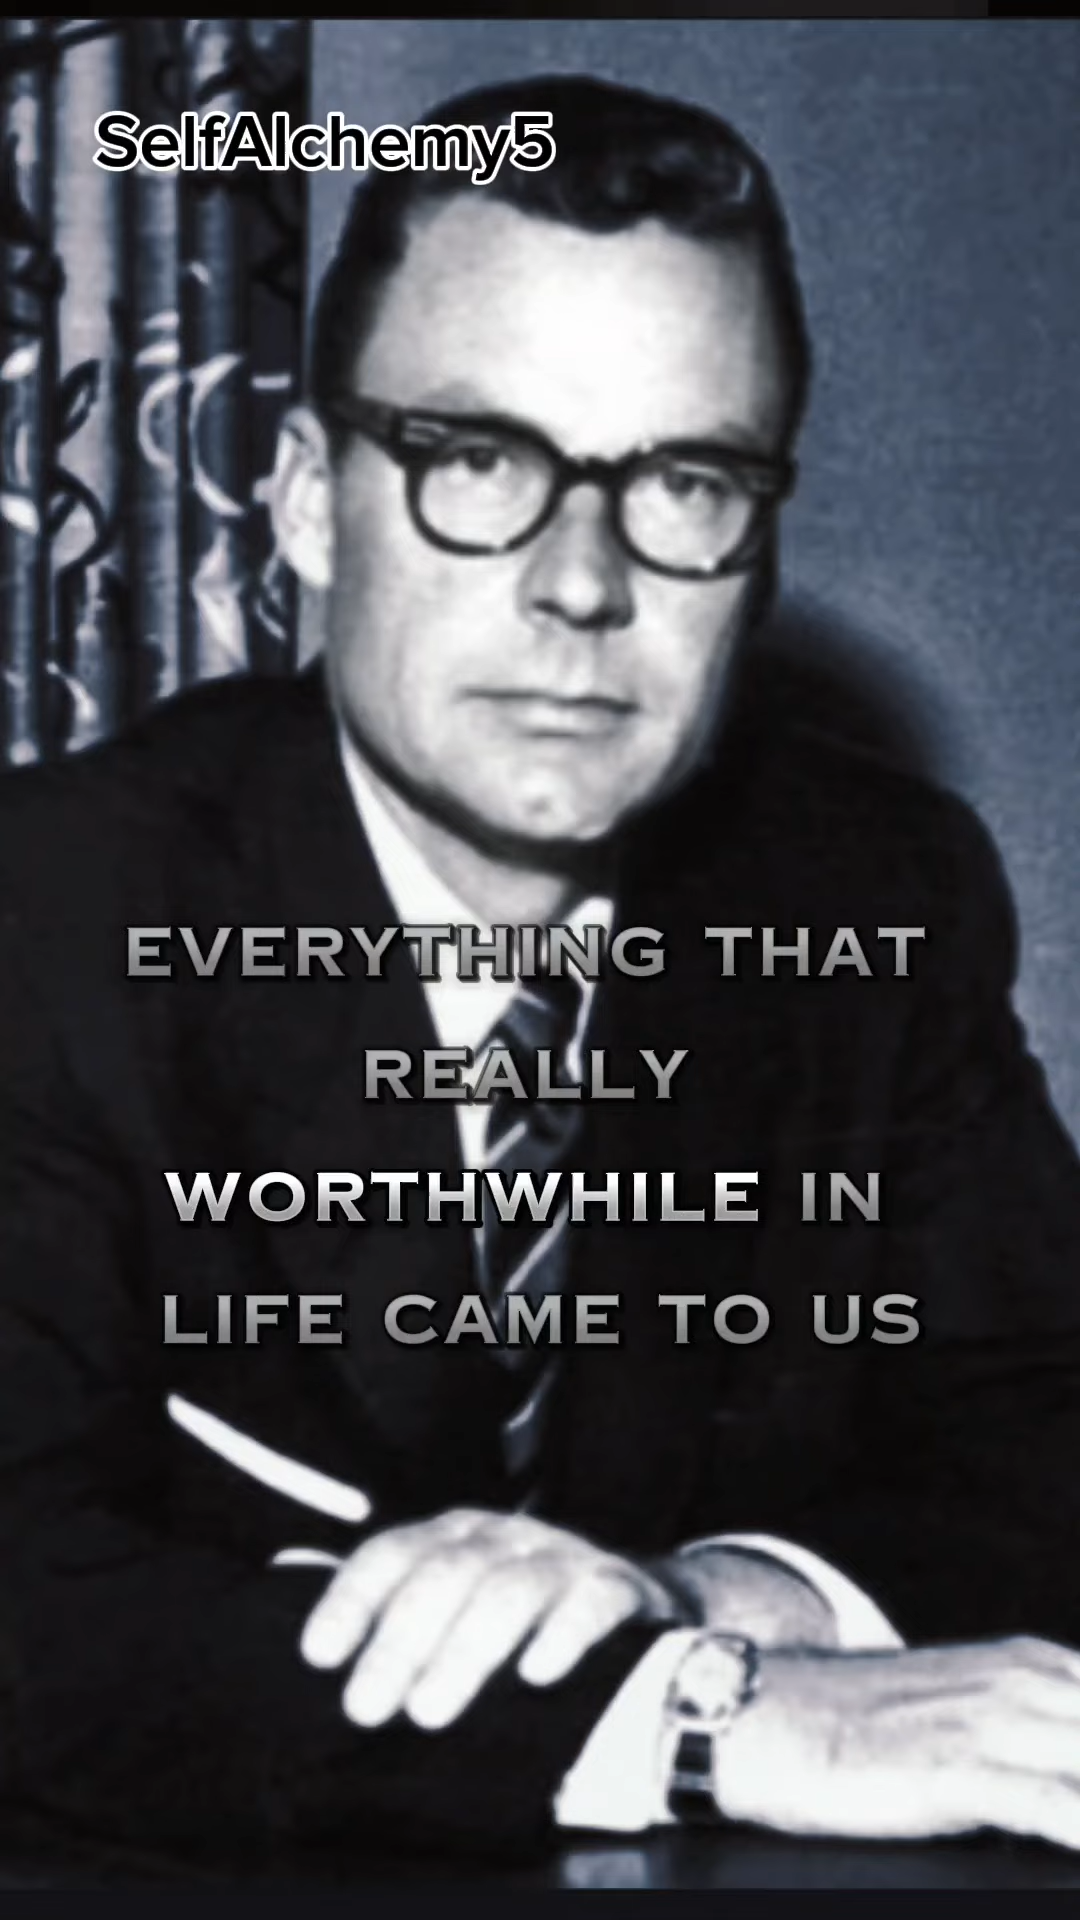 SelfAlchemy5
EVERYTHING THAT
REALLY
WORTHWHILE IN
LIFE CAME TO US